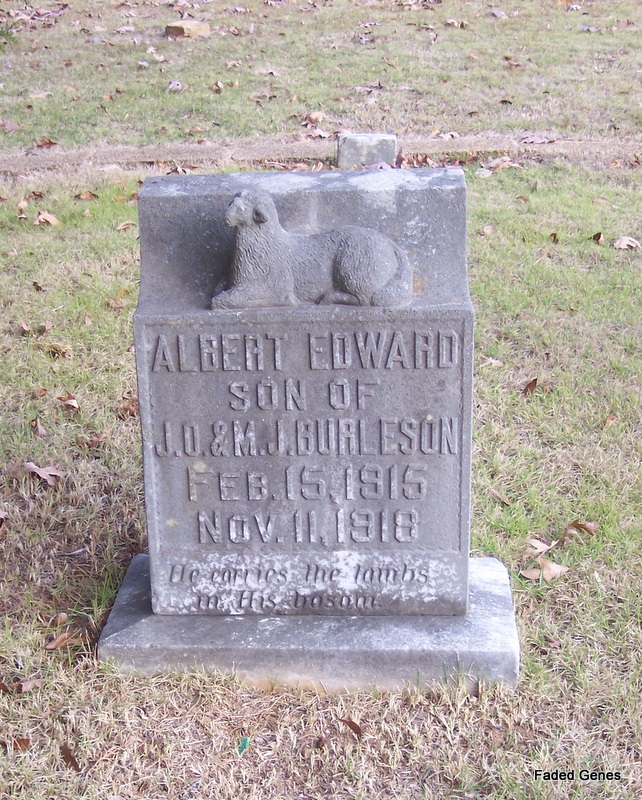 ALBERT EDWARD
SON OF
J.O. & M.J. BURLESON
FEB. 15, 1915
NOV. 11, 1918
He carries the lambs
in His bosom.
Faded Genes